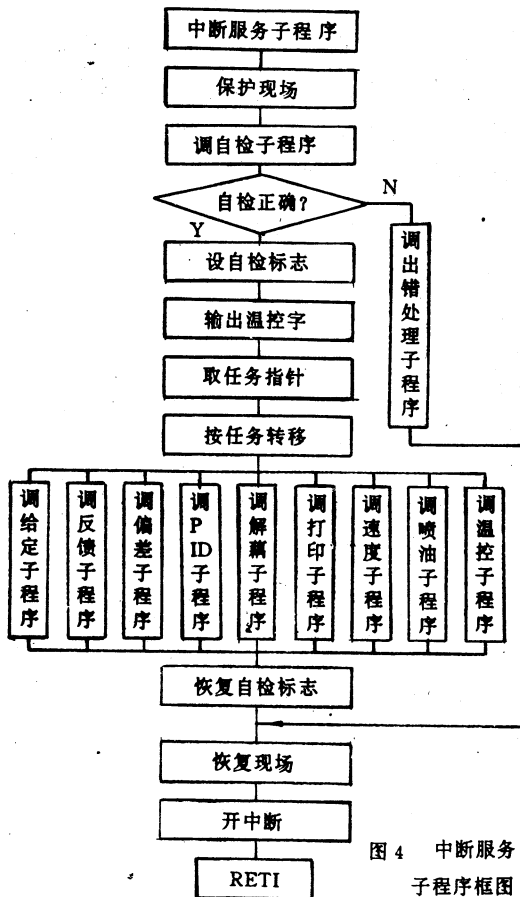 中断服务子程序
保护现场
调自检子程序
自检正确?
N
Y
设自检标志
调出错处理子程序
输出温控字
取任务指针
按任务转移
调给定子程序
调反馈子程序
调偏差子程序
调PID子程序
调解藕子程序
调打印子程序
调速度子程序
调喷油子程序
调温控子程序
恢复自检标志
恢复现场
开中断
RETI
图 4 中断服务
子程序框图